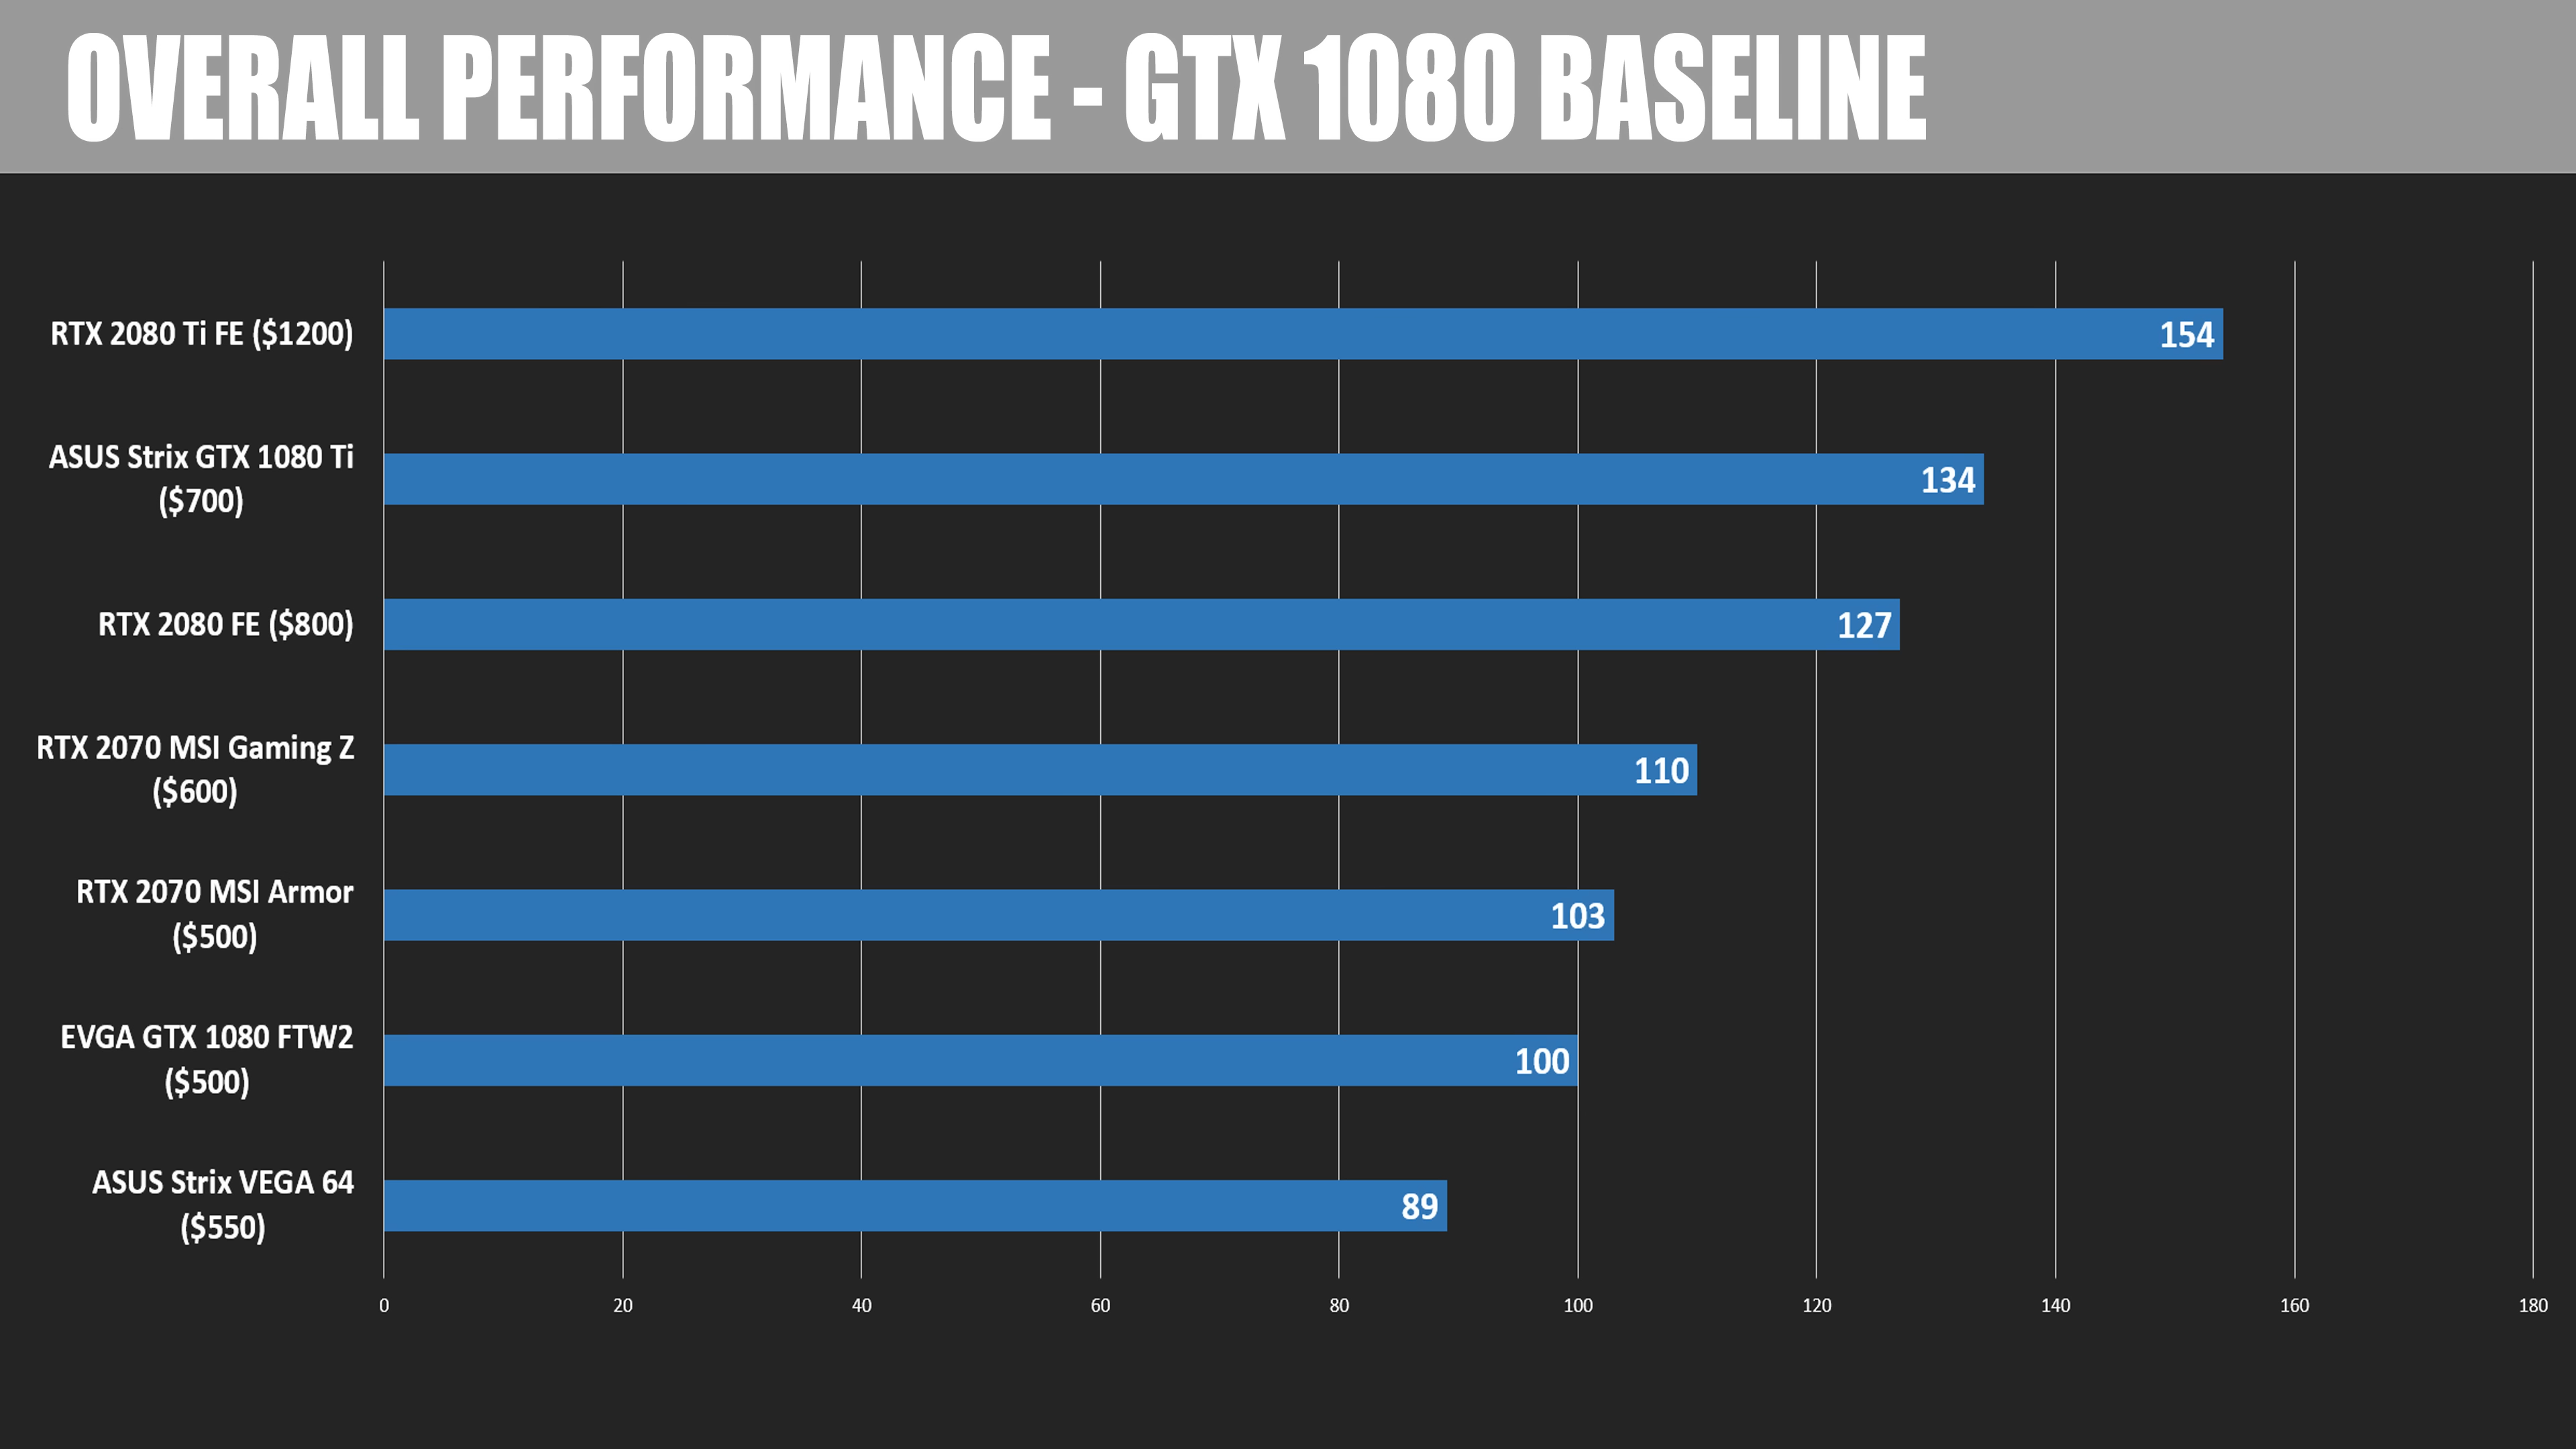 OVERALL PERFORMANCE - GTX 1080 BASELINE
RTX 2080 Ti FE ($1200)
154
ASUS Strix GTX 1080 Ti
($700)
134
RTX 2080 FE ($800)
127
RTX 2070 MSI Gaming Z
($600)
110
RTX 2070 MSI Armor
($500)
103
EVGA GTX 1080 FTW2
($500)
100
ASUS Strix VEGA 64
($550)
89
0 20 40 60 80 100 120 140 160 180